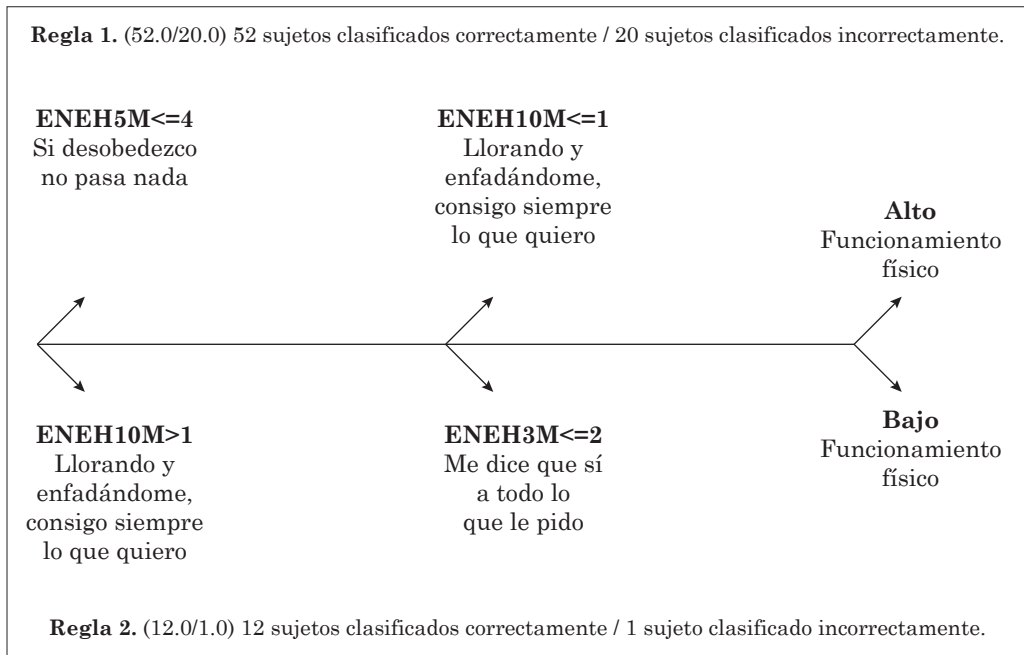 Regla 1. (52.0/20.0) 52 sujetos clasificados correctamente / 20 sujetos clasificados incorrectamente.
ENEH5M<=4
Si desobedezco
no pasa nada
ENEH10M<=1
Llorando y
enfadándome,
consigo siempre
lo que quiero
Alto
Funcionamiento
físico
ENEH10M>1
Llorando y
enfadándome,
consigo siempre
lo que quiero
ENEH3M<=2
Me dice que sí
a todo lo
que le pido
Bajo
Funcionamiento
físico
Regla 2. (12.0/1.0) 12 sujetos clasificados correctamente / 1 sujeto clasificado incorrectamente.